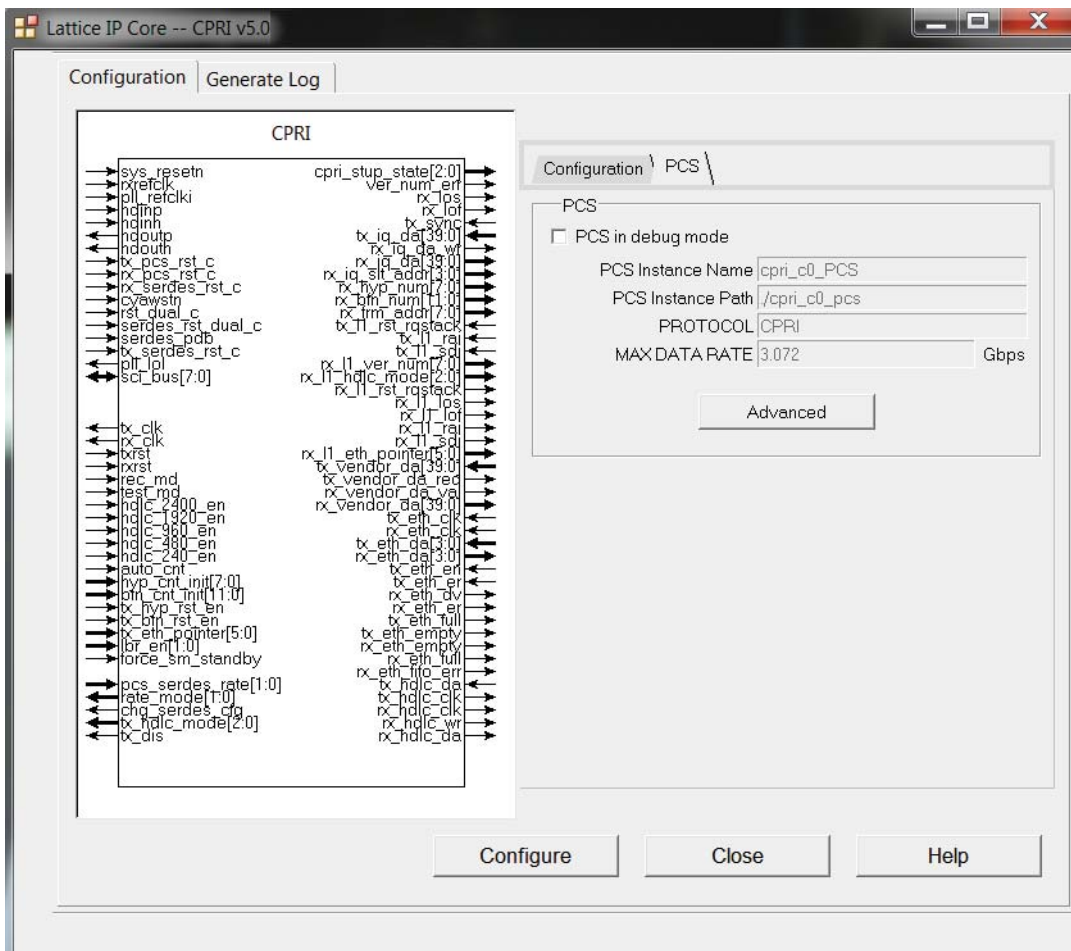 Lattice IP Core -- CPRI v5.0
Configuration
Generate Log
CPRI
sys_resetn
rxrefclk
pll_refclki
hdinp
hdinn
hdoutp
hdoutn
tx_pcs_rst_c
rx_pcs_rst_c
rx_serdes_rst_c
cyawstn
rst_dual_c
serdes_rst_dual_c
serdes_pdb
tx_serdes_rst_c
pll_lol
sci_bus[7:0]
tx_clk
rx_clk
txrst
rxrst
rec_md
test_md
hdlc_2400_en
hdlc_1920_en
hdlc_960_en
hdlc_480_en
hdlc_240_en
auto_cnt
hyp_cnt_init[7:0]
bfn_cnt_init[11:0]
tx_hyp_rst_en
tx_bfn_rst_en
tx_eth_pointer[5:0]
lbr_en[1:0]
force_sm_standby
pcs_serdes_rate[1:0]
rate_mode[1:0]
chg_serdes_cfg
tx_hdlc_mode[2:0]
tx_dis
cpri_stup_state[2:0]
ver_num_err
rx_los
rx_lof
tx_sync
tx_iq_da[39:0]
rx_iq_da_wr
rx_iq_da[39:0]
rx_iq_slt_addr[3:0]
rx_hyp_num[7:0]
rx_bfn_num[11:0]
rx_frm_addr[7:0]
tx_l1_rst_rqstack
tx_l1_rai
tx_l1_sdi
rx_l1_ver_num[7:0]
rx_l1_hdlc_mode[2:0]
rx_l1_rst_rqstack
rx_l1_los
rx_l1_lof
rx_l1_rai
rx_l1_sdi
rx_l1_eth_pointer[5:0]
tx_vendor_da[39:0]
tx_vendor_da_req
rx_vendor_da_val
rx_vendor_da[39:0]
tx_eth_clk
rx_eth_clk
tx_eth_da[3:0]
rx_eth_da[3:0]
tx_eth_en
tx_eth_er
rx_eth_dv
rx_eth_er
tx_eth_full
tx_eth_empty
rx_eth_empty
rx_eth_full
rx_eth_fifo_err
tx_hdlc_da
tx_hdlc_clk
rx_hdlc_clk
rx_hdlc_wr
rx_hdlc_da
Configuration
PCS
PCS
PCS in debug mode
PCS Instance Name cpri_c0_PCS
PCS Instance Path ./cpri_c0_pcs
PROTOCOL CPRI
MAX DATA RATE 3.072 Gbps
Advanced
Configure
Close
Help